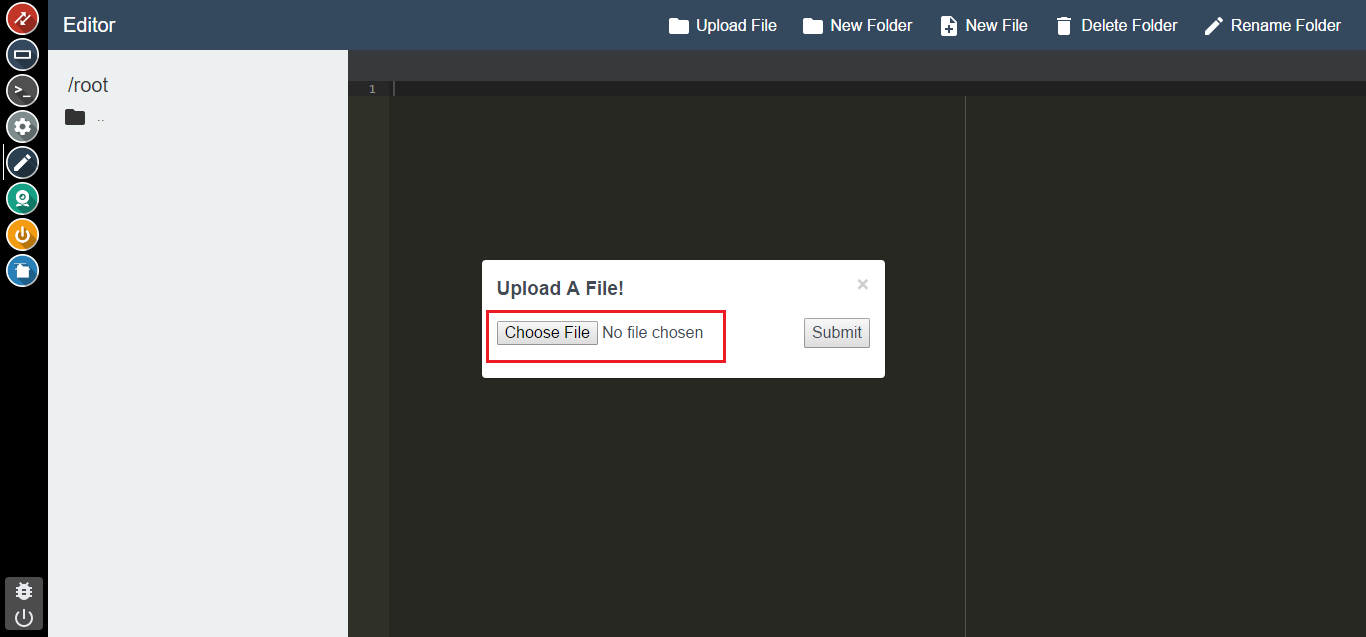 Editor
Upload File
New Folder
New File
Delete Folder
Rename Folder
/root
..
1
Upload A File!
×
Choose File No file chosen
Submit
>_